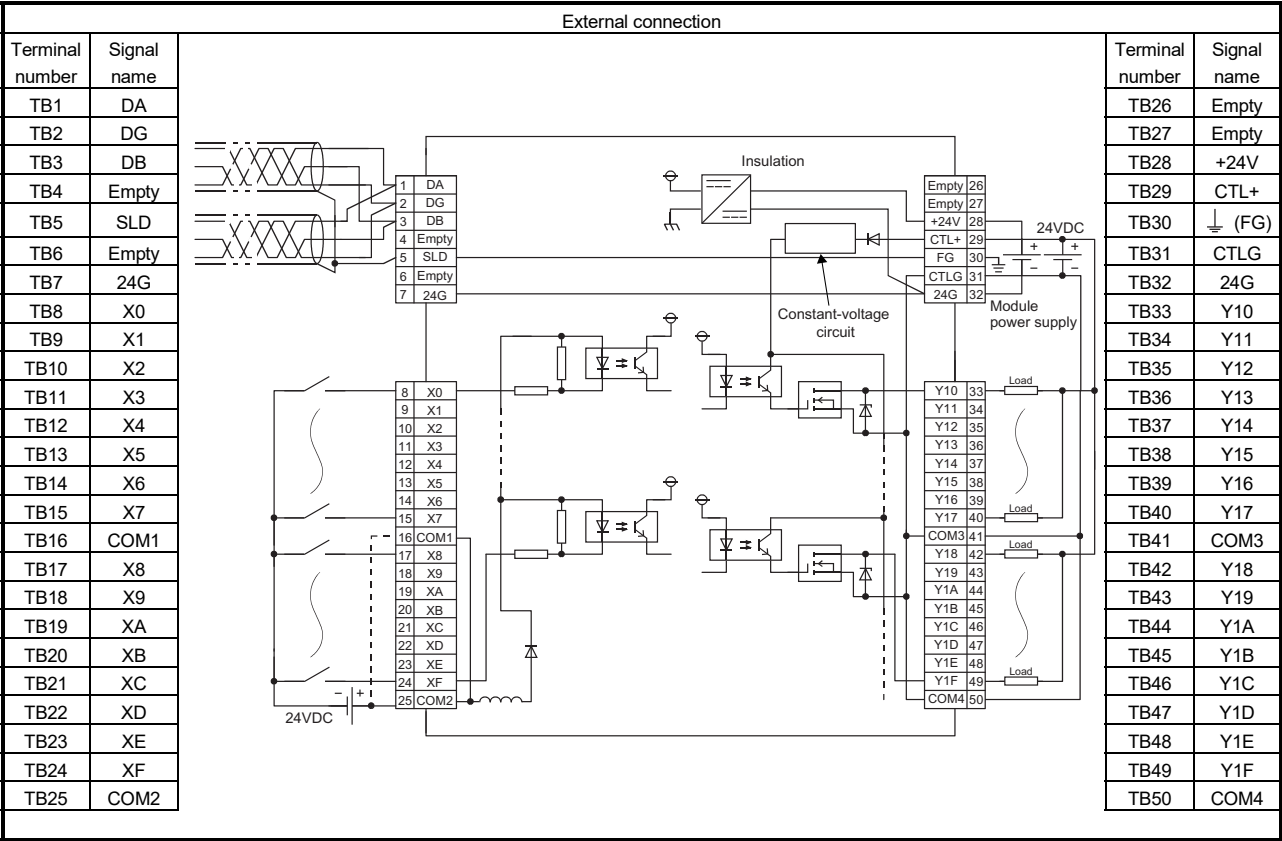 External connection
Terminal number Signal name
TB1 DA
TB2 DG
TB3 DB
TB4 Empty
TB5 SLD
TB6 Empty
TB7 24G
TB8 X0
TB9 X1
TB10 X2
TB11 X3
TB12 X4
TB13 X5
TB14 X6
TB15 X7
TB16 COM1
TB17 X8
TB18 X9
TB19 XA
TB20 XB
TB21 XC
TB22 XD
TB23 XE
TB24 XF
TB25 COM2
1 DA
2 DG
3 DB
4 Empty
5 SLD
6 Empty
7 24G
8 X0
9 X1
10 X2
11 X3
12 X4
13 X5
14 X6
15 X7
16 COM1
17 X8
18 X9
19 XA
20 XB
21 XC
22 XD
23 XE
24 XF
25 COM2
− +
24VDC
Insulation
Constant-voltage
circuit
Empty 26
Empty 27
+24V 28
CTL+ 29
FG 30
CTLG 31
24G 32
24VDC
+ +
− −
Module
power supply
Y10 33
Y11 34
Y12 35
Y13 36
Y14 37
Y15 38
Y16 39
Y17 40
COM3 41
Y18 42
Y19 43
Y1A 44
Y1B 45
Y1C 46
Y1D 47
Y1E 48
Y1F 49
COM4 50
Load
Load
Load
Load
Terminal number Signal name
TB26 Empty
TB27 Empty
TB28 +24V
TB29 CTL+
TB30 (FG)
TB31 CTLG
TB32 24G
TB33 Y10
TB34 Y11
TB35 Y12
TB36 Y13
TB37 Y14
TB38 Y15
TB39 Y16
TB40 Y17
TB41 COM3
TB42 Y18
TB43 Y19
TB44 Y1A
TB45 Y1B
TB46 Y1C
TB47 Y1D
TB48 Y1E
TB49 Y1F
TB50 COM4